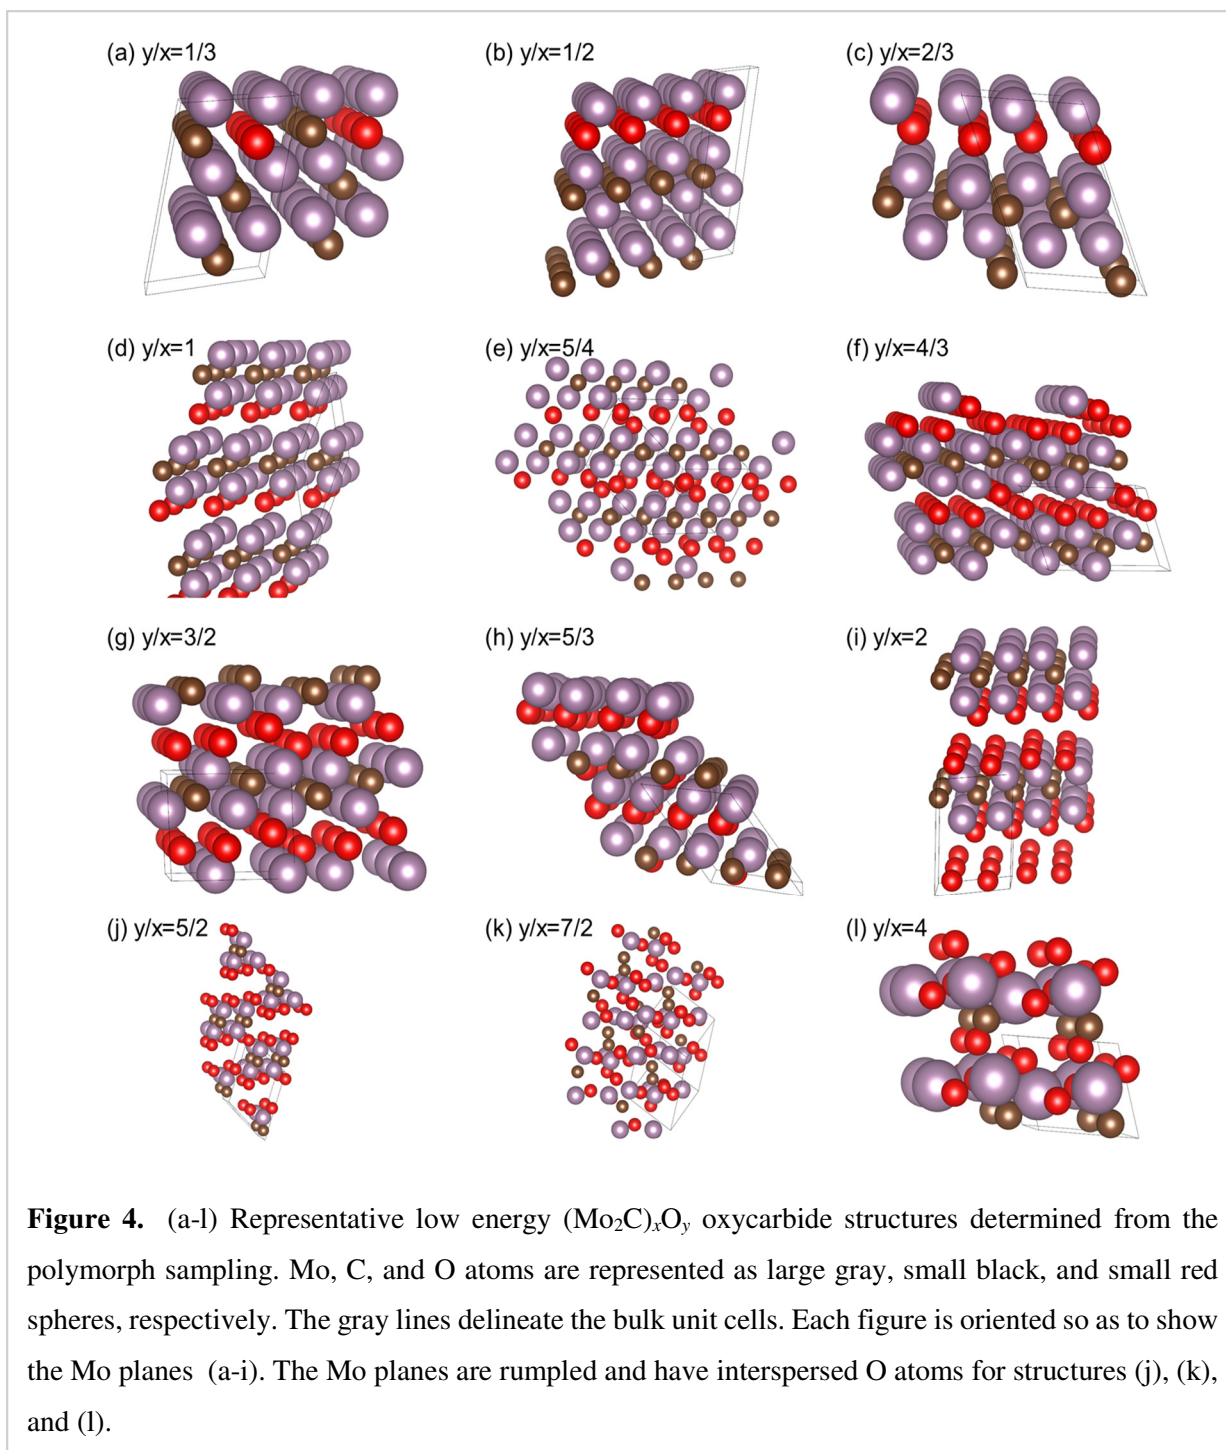 (a) y/x=1/3
(b) y/x=1/2
(c) y/x=2/3
(d) y/x=1
(e) y/x=5/4
(f) y/x=4/3
(g) y/x=3/2
(h) y/x=5/3
(i) y/x=2
(j) y/x=5/2
(k) y/x=7/2
(l) y/x=4
Figure 4. (a-l) Representative low energy (Mo₂C)ₓOᵧ oxycarbide structures determined from the
polymorph sampling. Mo, C, and O atoms are represented as large gray, small black, and small red
spheres, respectively. The gray lines delineate the bulk unit cells. Each figure is oriented so as to show
the Mo planes (a-i). The Mo planes are rumpled and have interspersed O atoms for structures (j), (k),
and (l).